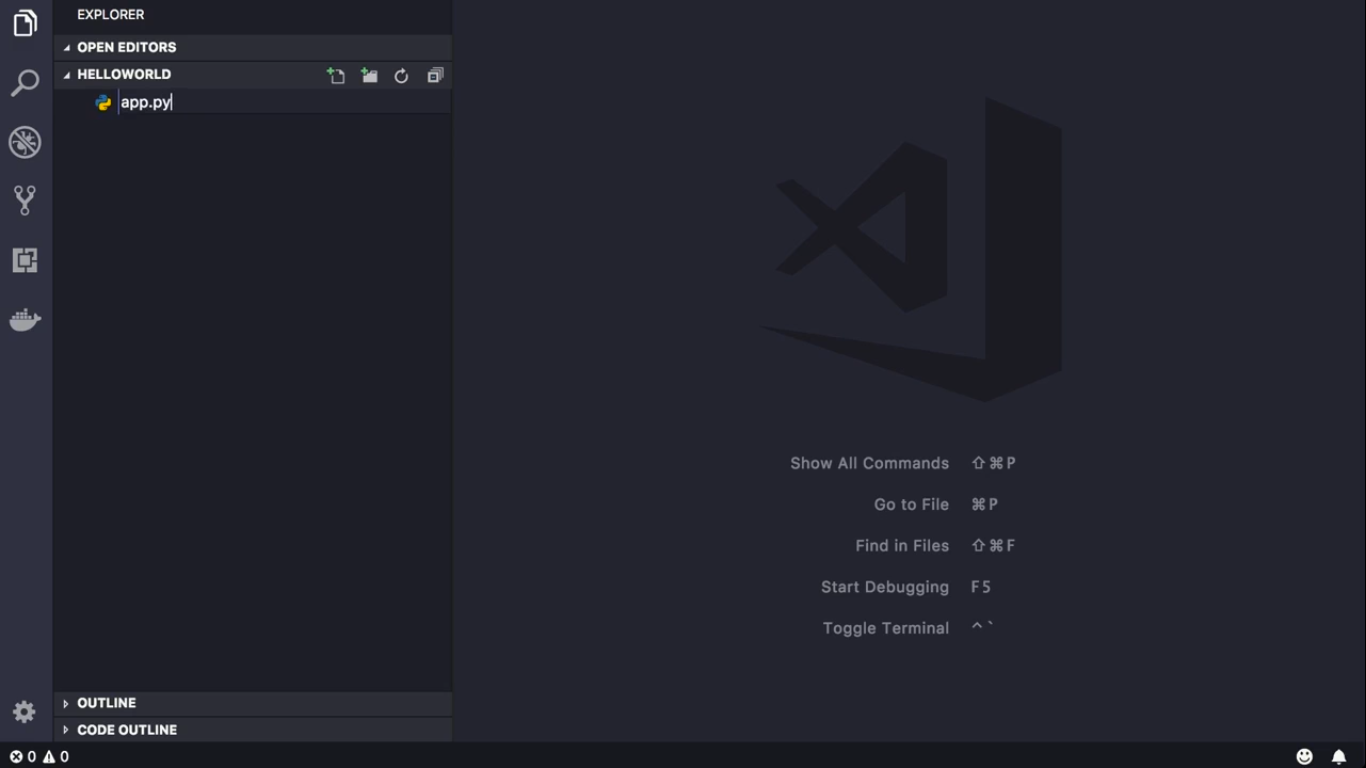 EXPLORER
OPEN EDITORS
HELLOWORLD
app.py
Show All Commands ⇧⌘P
Go to File ⌘P
Find in Files ⇧⌘F
Start Debugging F5
Toggle Terminal ^`
OUTLINE
CODE OUTLINE
0 0